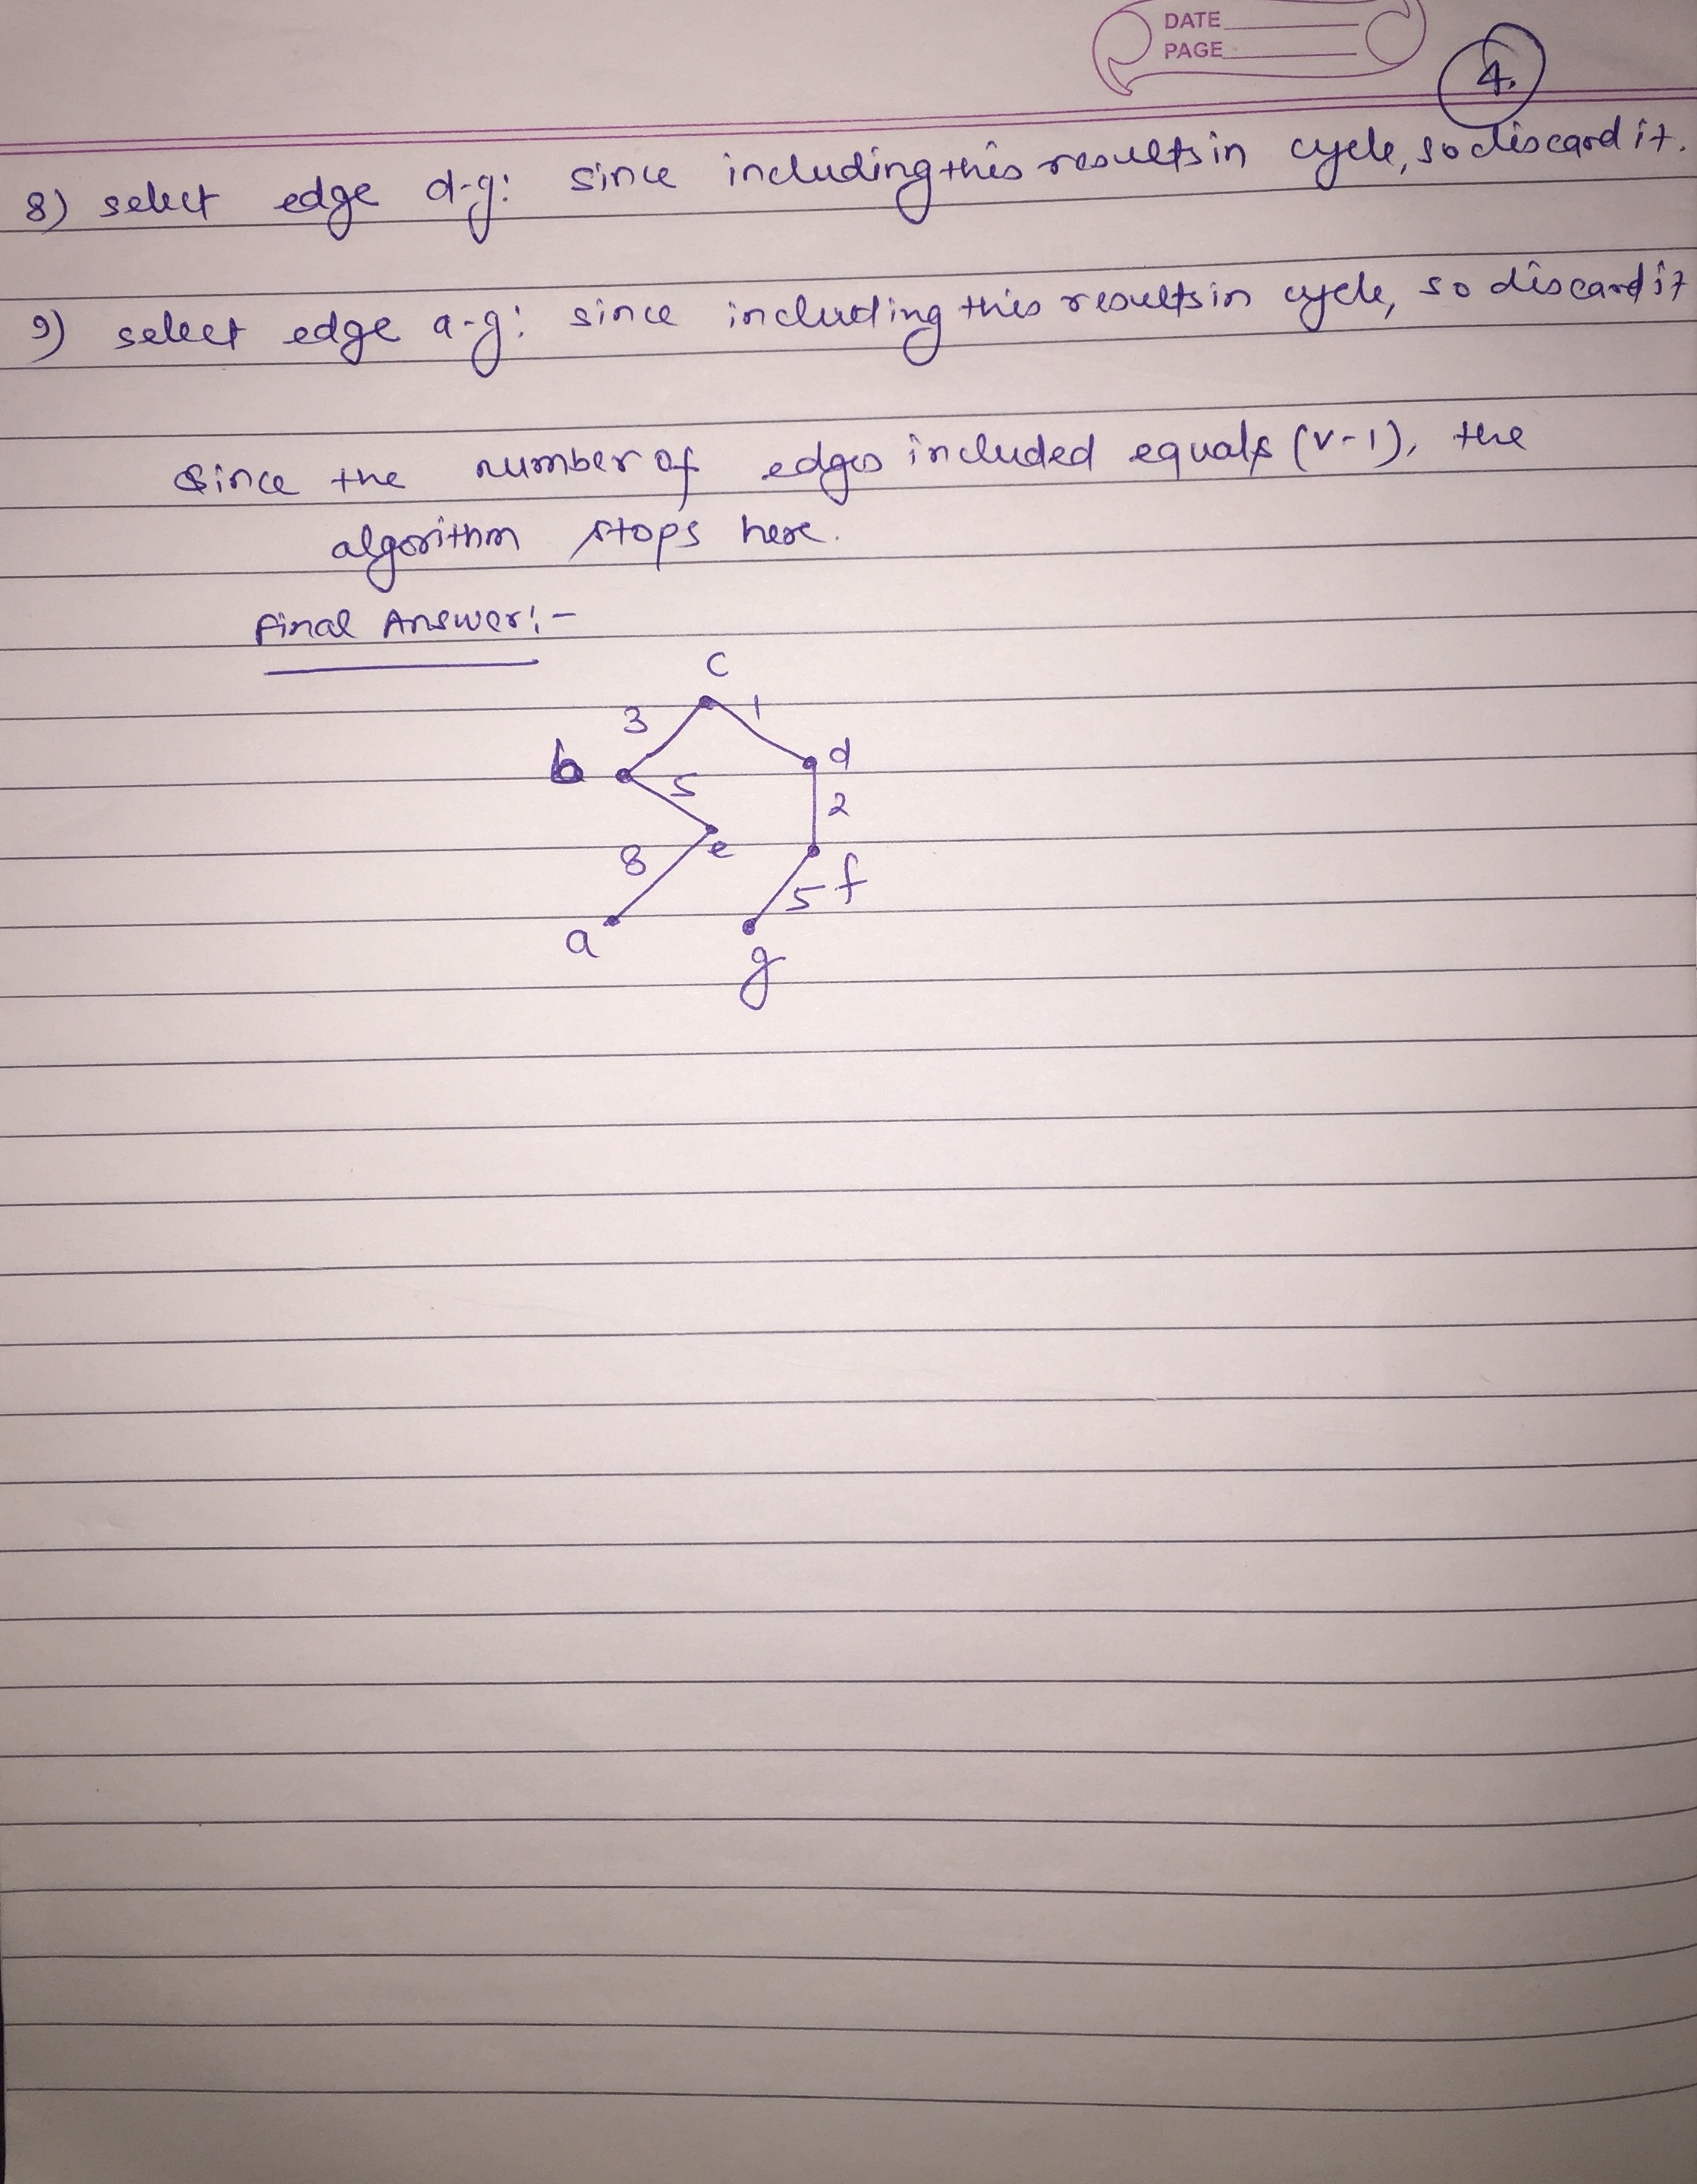 DATE
PAGE
4.
8) select edge d-g: since including this results in cycle, so discard it.
9) select edge a-g: since including this results in cycle, so discard it
Since the number of edges included equals (V-1), the
algorithm stops here.
Final Answer:-
c
3 1
b d
5
2
e
8
5 f
a
g